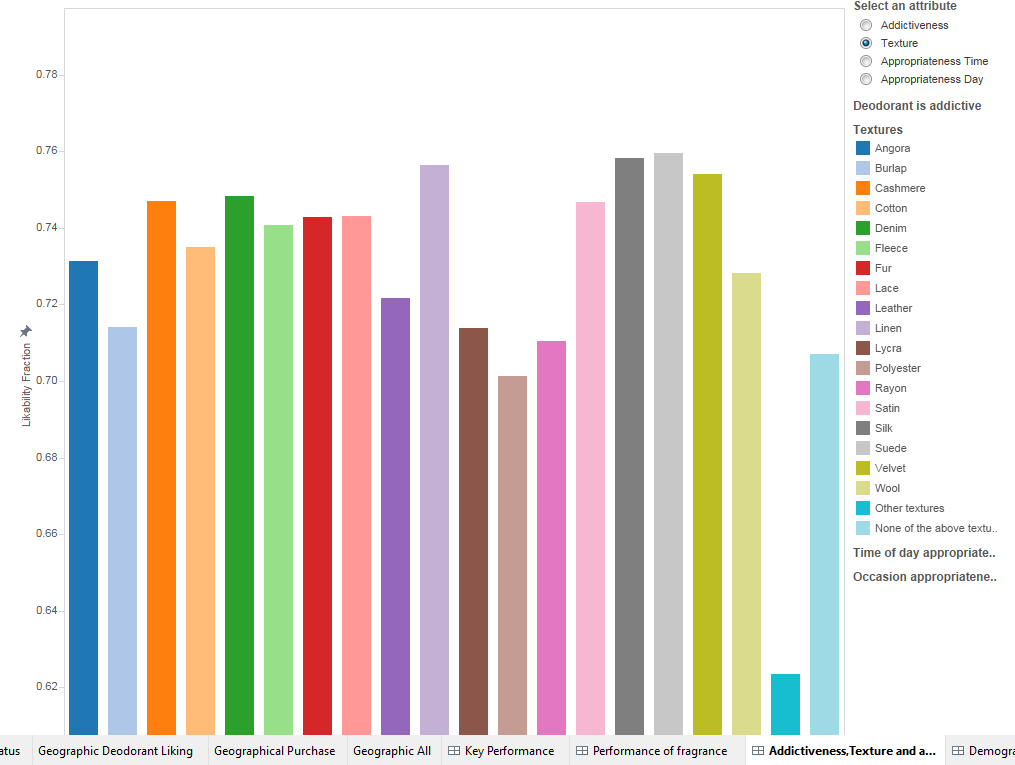 Select an attribute
Addictiveness
Texture
Appropriateness Time
Appropriateness Day
Deodorant is addictive
Textures
Angora
Burlap
Cashmere
Cotton
Denim
Fleece
Fur
Lace
Leather
Linen
Lycra
Polyester
Rayon
Satin
Silk
Suede
Velvet
Wool
Other textures
None of the above textu..
Time of day appropriate..
Occasion appropriatene..
0.78
0.76
0.74
0.72
0.70
0.68
0.66
0.64
0.62
Likability Fraction
atus Geographic Deodorant Liking Geographical Purchase Geographic All Key Performance Performance of fragrance Addictiveness,Texture and a... Demogra